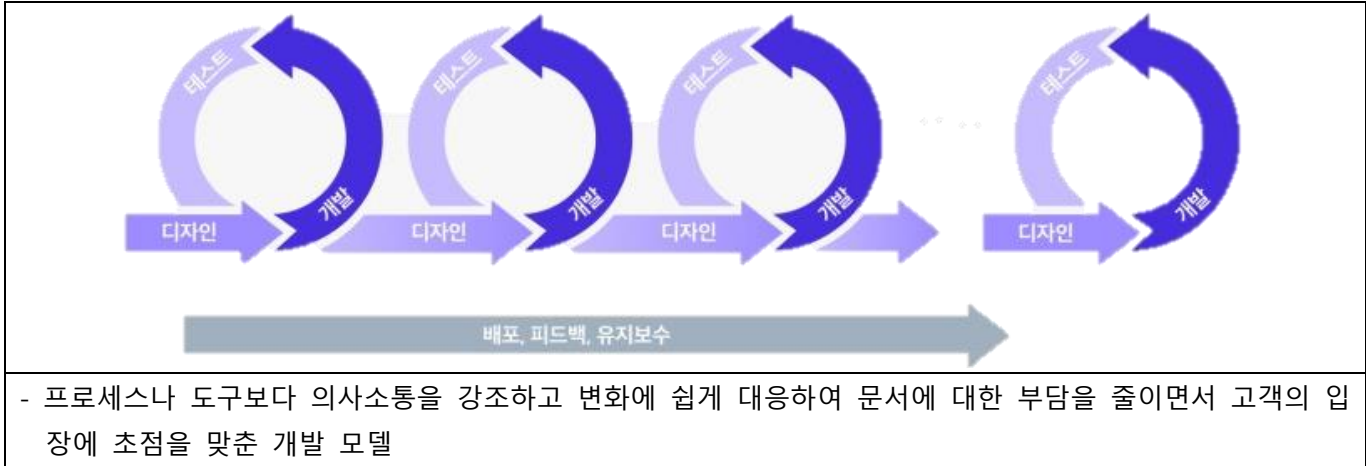 테스트 테스트 테스트 테스트
개발 개발 개발 개발
디자인 디자인 디자인 디자인
배포, 피드백, 유지보수
- 프로세스나 도구보다 의사소통을 강조하고 변화에 쉽게 대응하여 문서에 대한 부담을 줄이면서 고객의 입
장에 초점을 맞춘 개발 모델